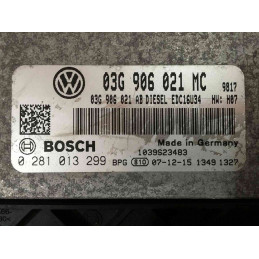 03G 906 021 MC 9817
03G 906 021 AB DIESEL EDC16U34 HW: H07
Made in Germany
BOSCH 1039S23483
0 281 013 299 BPG 810 07-12-15 1349 1327